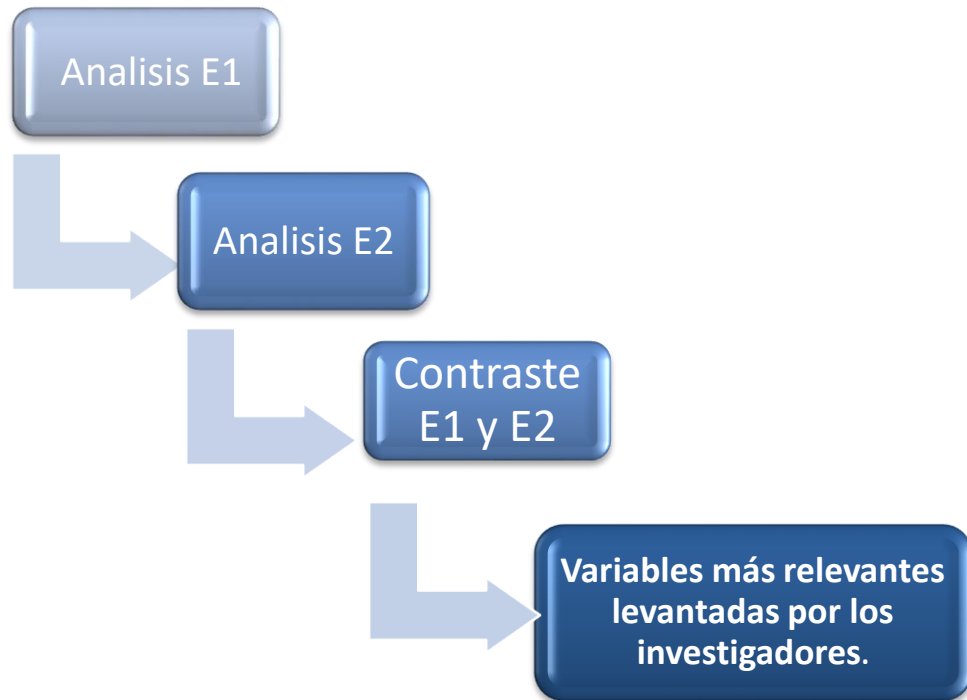 Analisis E1
Analisis E2
Contraste
E1 y E2
Variables más relevantes
levantadas por los
investigadores.